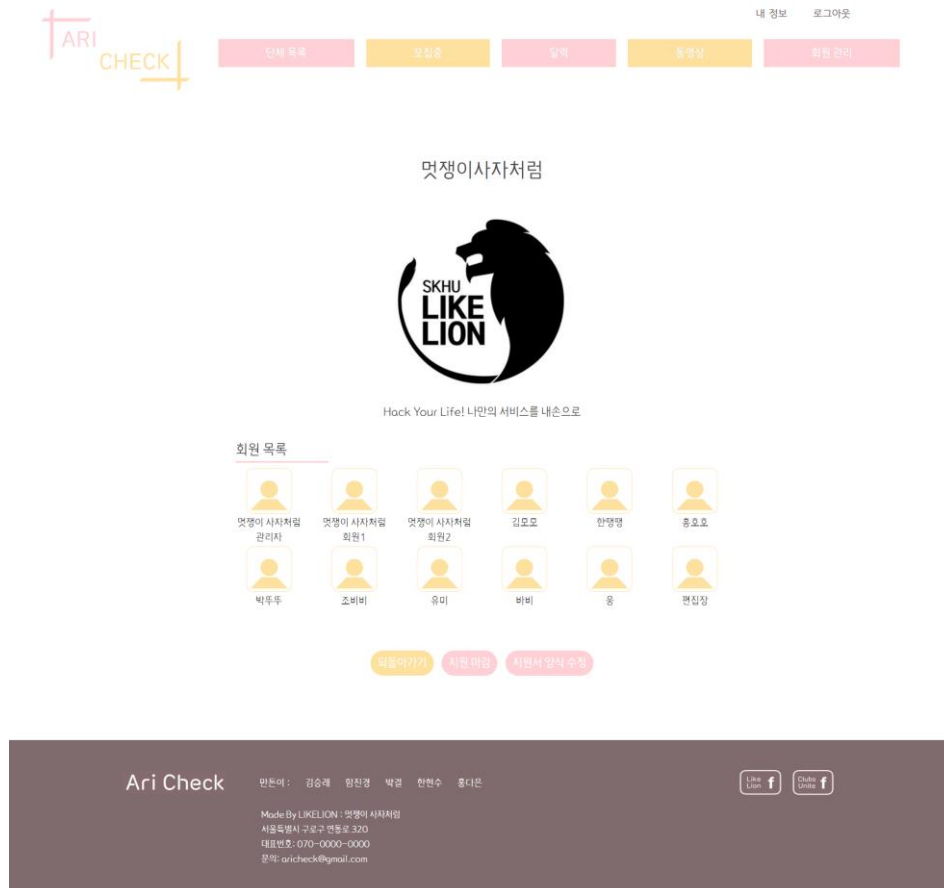 내 정보 로그아웃
ARI
CHECK
단체 목록 모집중 달력 동영상 회원 관리
멋쟁이사자처럼
SKHU
LIKE
LION
Hack Your Life! 나만의 서비스를 내손으로
회원 목록
멋쟁이 사자처럼 멋쟁이 사자처럼 멋쟁이 사자처럼 김모모 한땡땡 홍호호
관리자 회원1 회원2
박뚜뚜 조비비 유미 바비 웅 편집장
되돌아가기 지원 마감 지원서 양식 수정
Ari Check
만든이 : 김승래 함진경 박결 한현수 홍다은
Like Lion f Clubs Unite f
Made By LIKELION : 멋쟁이 사자처럼
서울특별시 구로구 연동로 320
대표번호: 070-0000-0000
문의: aricheck@gmail.com